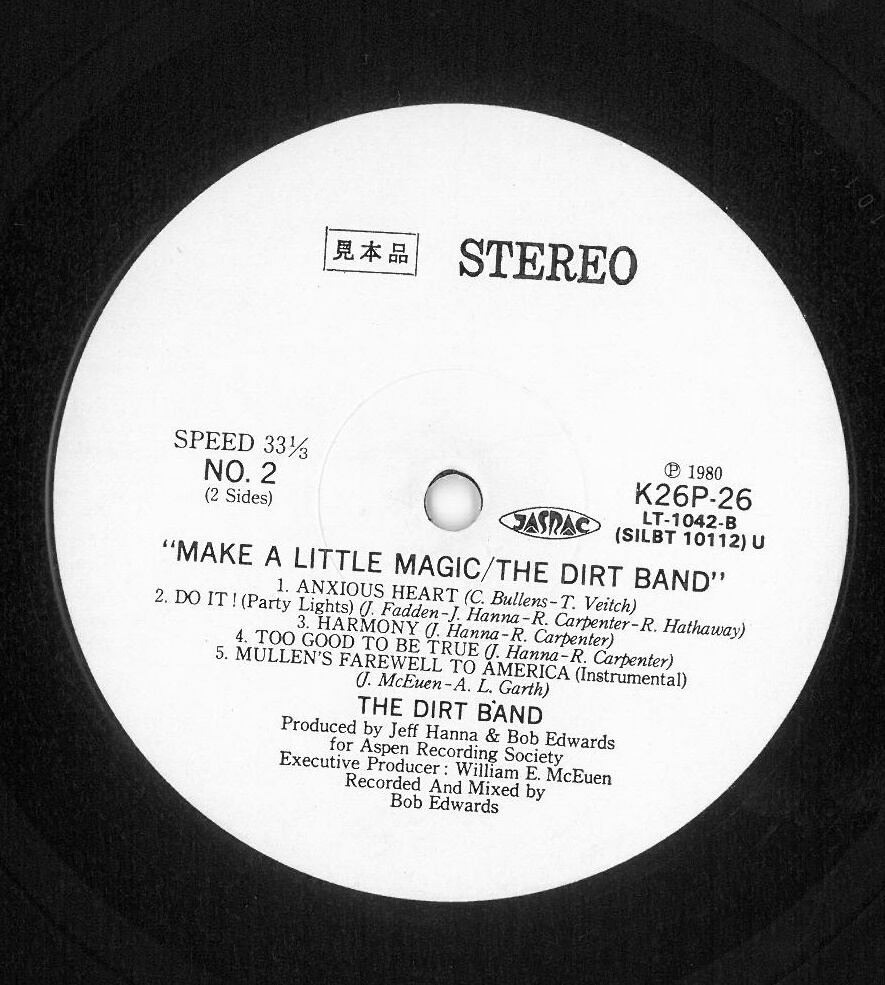 見本品 STEREO
SPEED 33⅓
NO. 2
(2 Sides)
℗ 1980
K26P-26
LT-1042-B
(SILBT 10112) U
JASRAC
“MAKE A LITTLE MAGIC/THE DIRT BAND”
1. ANXIOUS HEART (C. Bullens-T. Veitch)
2. DO IT! (Party Lights) (J. Fadden-J. Hanna-R. Carpenter-R. Hathaway)
3. HARMONY (J. Hanna-R. Carpenter)
4. TOO GOOD TO BE TRUE (J. Hanna-R. Carpenter)
5. MULLEN'S FAREWELL TO AMERICA (Instrumental)
(J. McEuen-A. L. Garth)
THE DIRT BAND
Produced by Jeff Hanna & Bob Edwards
for Aspen Recording Society
Executive Producer: William E. McEuen
Recorded And Mixed by
Bob Edwards